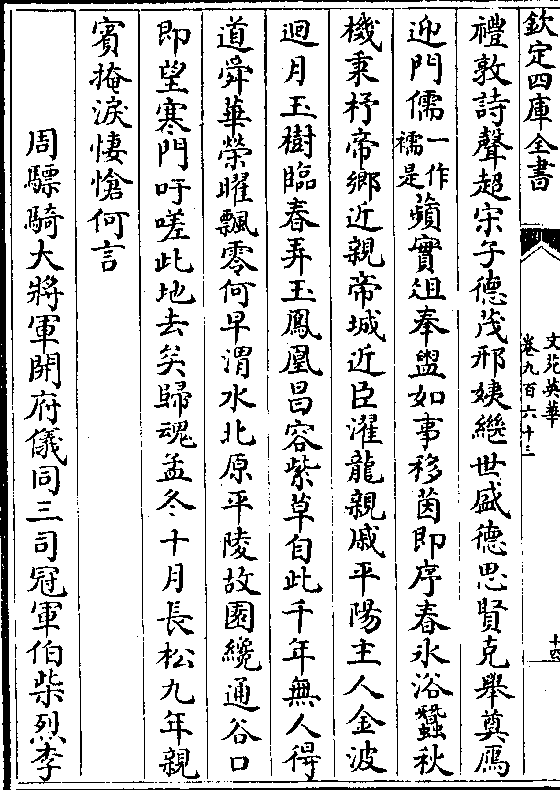 欽定四庫全書
文苑英華
卷九百六十三
十四
禮敦詩聲超宋子德茂邢姨繼世盛德思賢克舉奠鴈
迎門儒一作襦是蘋實俎奉盥如事移茵即序春水浴蠶秋
機秉杼帝鄉近親帝城近臣濯龍親戚平陽主人金波
迴月玉樹臨春弄玉鳳凰昌容紫草自此千年無人得
道舜華榮曜飄零何早渭水北原平陵故園纔通谷口
即望寒門吁嗟此地去矣歸魂孟冬十月長松九年親
賓掩淚悽愴何言
周驃騎大將軍開府儀同三司冠軍伯柴烈李